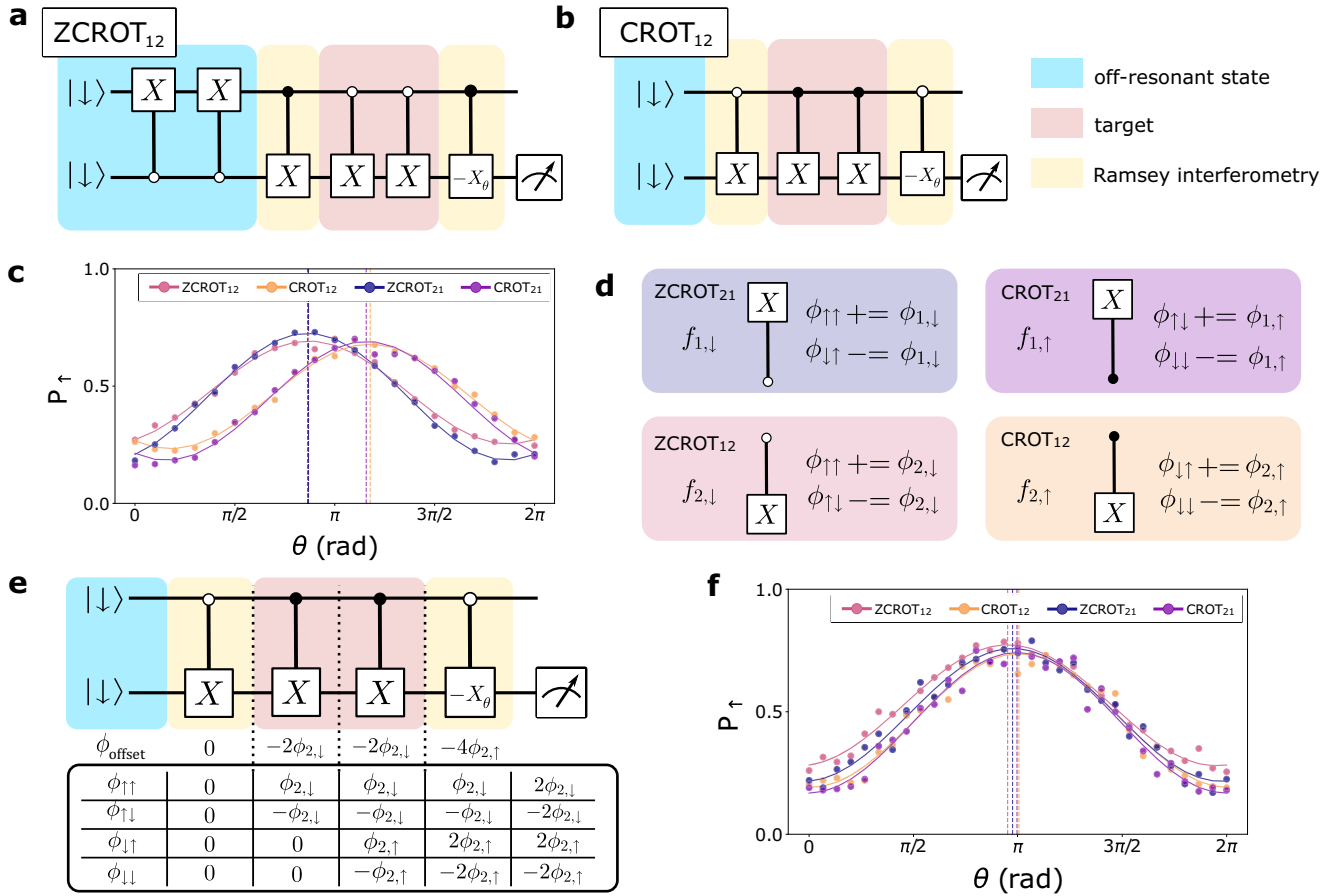 a
ZCROT₁₂
|↓⟩ X X
|↓⟩ X X X −X_θ
b
CROT₁₂
|↓⟩
|↓⟩ X X X −X_θ
off-resonant state
target
Ramsey interferometry
c
ZCROT₁₂ CROT₁₂ ZCROT₂₁ CROT₂₁
1.0
0.5
0.0
P↑
0 π/2 π 3π/2 2π
θ (rad)
d
ZCROT₂₁
f₁,↓
X
ϕ↑↑ += ϕ₁,↓
ϕ↓↑ −= ϕ₁,↓
CROT₂₁
f₁,↑
X
ϕ↑↓ += ϕ₁,↑
ϕ↓↓ −= ϕ₁,↑
ZCROT₁₂
f₂,↓
X
ϕ↑↑ += ϕ₂,↓
ϕ↑↓ −= ϕ₂,↓
CROT₁₂
f₂,↑
X
ϕ↓↑ += ϕ₂,↑
ϕ↓↓ −= ϕ₂,↑
e
|↓⟩
|↓⟩ X X X −X_θ
ϕ_offset 0 −2ϕ₂,↓ −2ϕ₂,↓ −4ϕ₂,↑
ϕ↑↑ 0 ϕ₂,↓ ϕ₂,↓ ϕ₂,↓ 2ϕ₂,↓
ϕ↑↓ 0 −ϕ₂,↓ −ϕ₂,↓ −ϕ₂,↓ −2ϕ₂,↓
ϕ↓↑ 0 0 ϕ₂,↑ 2ϕ₂,↑ 2ϕ₂,↑
ϕ↓↓ 0 0 −ϕ₂,↑ −2ϕ₂,↑ −2ϕ₂,↑
f
ZCROT₁₂ CROT₁₂ ZCROT₂₁ CROT₂₁
1.0
0.5
0.0
P↑
0 π/2 π 3π/2 2π
θ (rad)